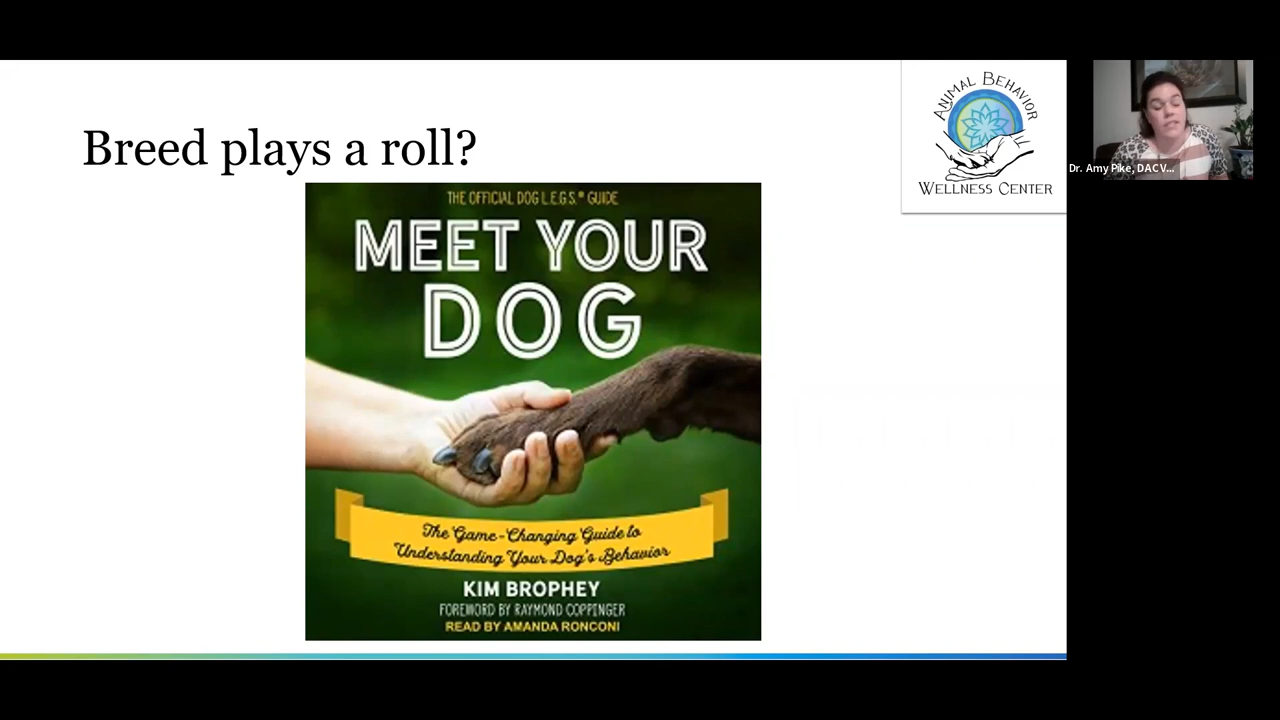 Breed plays a roll?
THE OFFICIAL DOG L.E.G.S.® GUIDE
MEET YOUR
DOG
The Game-Changing Guide to
Understanding Your Dog's Behavior
KIM BROPHEY
FOREWORD BY RAYMOND COPPINGER
READ BY AMANDA RONCONI
ANIMAL BEHAVIOR
WELLNESS CENTER
Dr. Amy Pike, DACV...